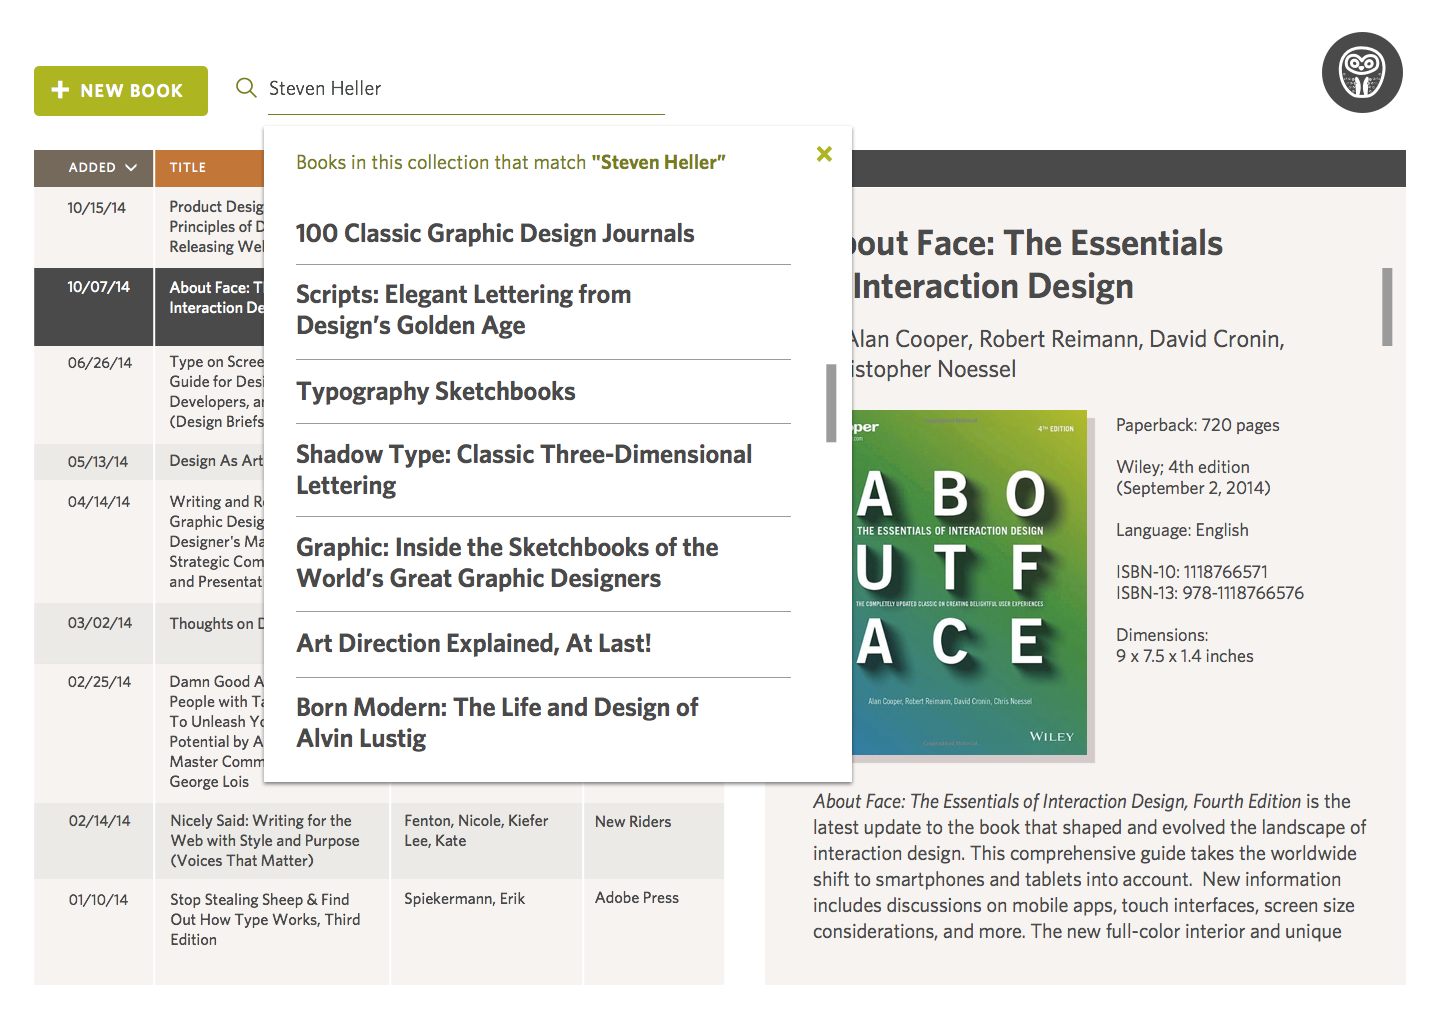 NEW BOOK
Steven Heller
Books in this collection that match "Steven Heller”
100 Classic Graphic Design Journals
Scripts: Elegant Lettering from
Design’s Golden Age
Typography Sketchbooks
Shadow Type: Classic Three-Dimensional
Lettering
Graphic: Inside the Sketchbooks of the
World’s Great Graphic Designers
Art Direction Explained, At Last!
Born Modern: The Life and Design of
Alvin Lustig
ADDED TITLE
10/15/14
Product Desig
Principles of D
Releasing Wel
10/07/14
About Face: T
Interaction De
06/26/14
Type on Scree
Guide for Desi
Developers, a
(Design Briefs
05/13/14
Design As Art
04/14/14
Writing and R
Graphic Desig
Designer’s Ma
Strategic Com
and Presentat
03/02/14
Thoughts on D
02/25/14
Damn Good A
People with Ta
To Unleash Yo
Potential by A
Master Comm
George Lois
02/14/14
Nicely Said: Writing for the
Web with Style and Purpose
(Voices That Matter)
Fenton, Nicole, Kiefer
Lee, Kate
New Riders
01/10/14
Stop Stealing Sheep & Find
Out How Type Works, Third
Edition
Spiekermann, Erik
Adobe Press
out Face: The Essentials
Interaction Design
Alan Cooper, Robert Reimann, David Cronin,
istopher Noessel
per
.com
4TH EDITION
ABO
THE ESSENTIALS OF INTERACTION DESIGN
UTF
THE COMPLETELY UPDATED CLASSIC ON CREATING DELIGHTFUL USER EXPERIENCES
ACE
Alan Cooper, Robert Reimann, David Cronin, Chris Noessel
WILEY
Paperback: 720 pages
Wiley; 4th edition
(September 2, 2014)
Language: English
ISBN-10: 1118766571
ISBN-13: 978-1118766576
Dimensions:
9 x 7.5 x 1.4 inches
About Face: The Essentials of Interaction Design, Fourth Edition is the
latest update to the book that shaped and evolved the landscape of
interaction design. This comprehensive guide takes the worldwide
shift to smartphones and tablets into account.  New information
includes discussions on mobile apps, touch interfaces, screen size
considerations, and more. The new full-color interior and unique